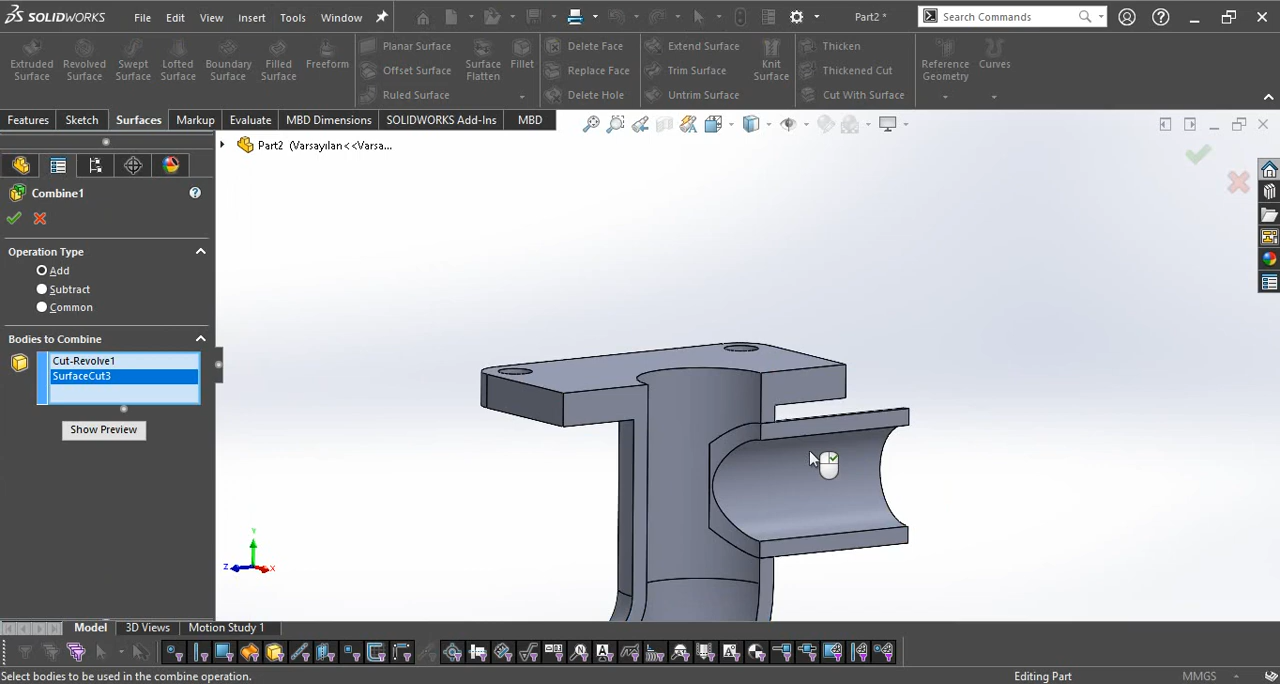 SOLIDWORKS File Edit View Insert Tools Window Part2 * Search Commands
Extruded Surface
Revolved Surface
Swept Surface
Lofted Surface
Boundary Surface
Filled Surface
Freeform
Planar Surface
Offset Surface
Ruled Surface
Surface Flatten
Fillet
Delete Face
Replace Face
Delete Hole
Extend Surface
Trim Surface
Untrim Surface
Knit Surface
Thicken
Thickened Cut
Cut With Surface
Reference Geometry
Curves
Features Sketch Surfaces Markup Evaluate MBD Dimensions SOLIDWORKS Add-Ins MBD
Part2 (Varsayılan<<Varsa...
Combine1
Operation Type
Add
Subtract
Common
Bodies to Combine
Cut-Revolve1
SurfaceCut3
Show Preview
Y
Z X
Model 3D Views Motion Study 1
Select bodies to be used in the combine operation. Editing Part MMGS